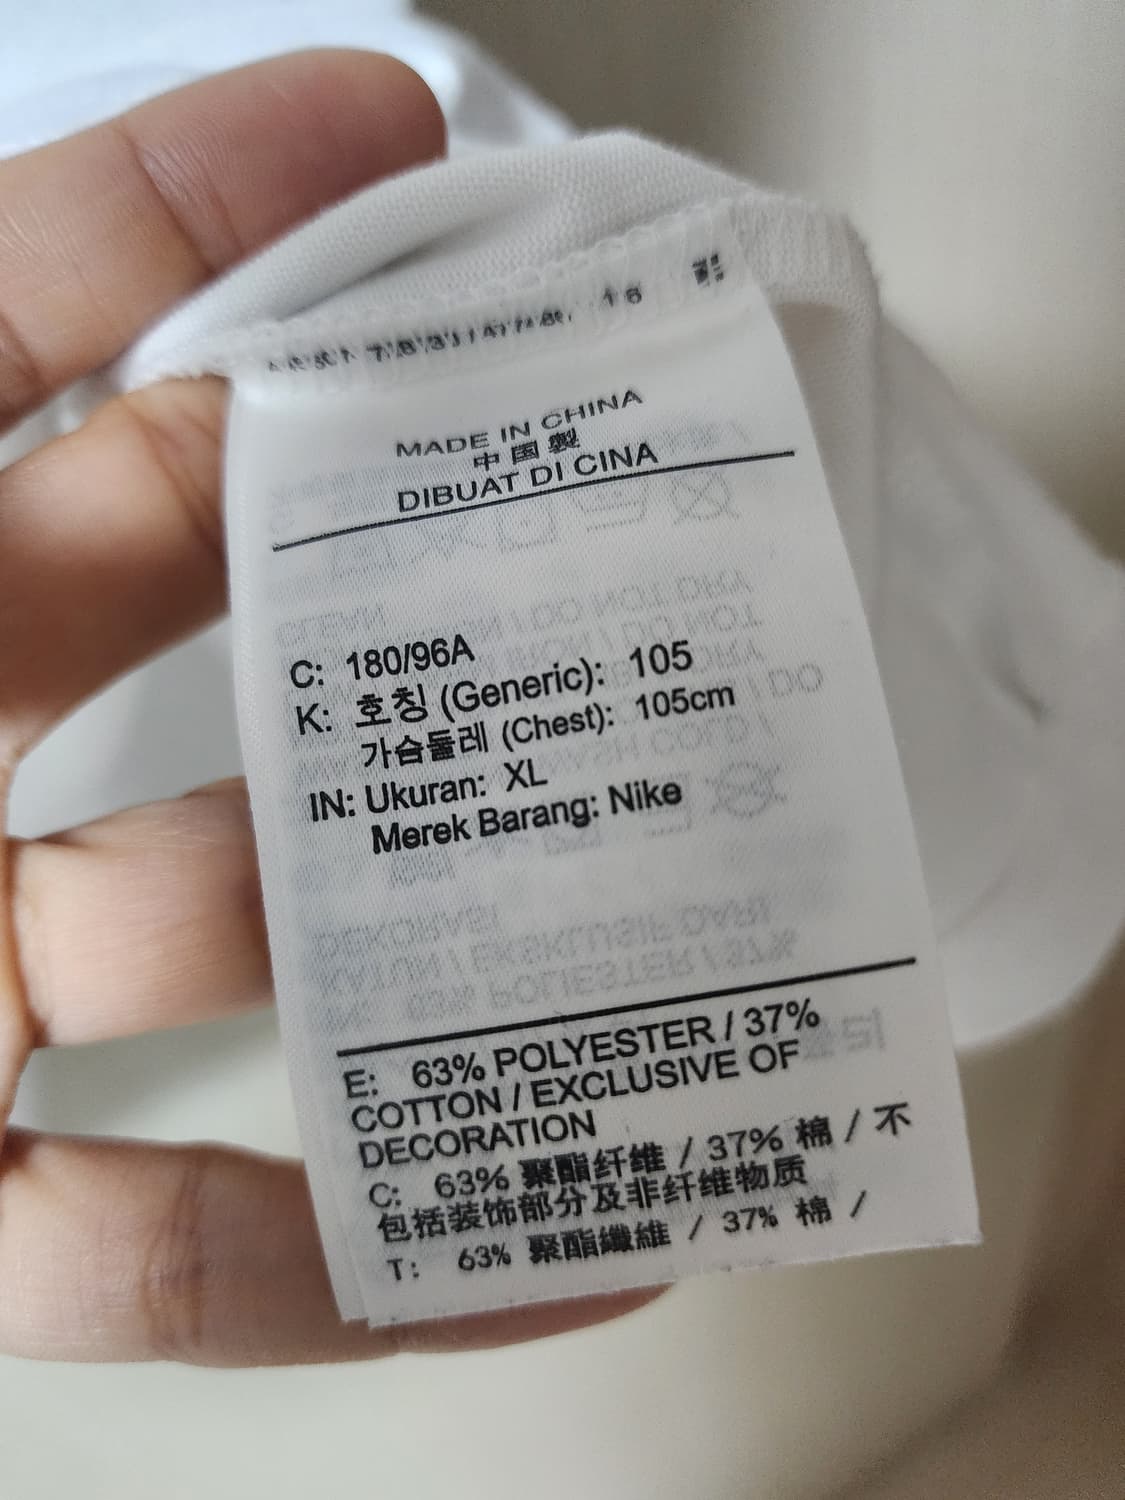 MADE IN CHINA
中国製
DIBUAT DI CINA
C: 180/96A
K: 호칭 (Generic): 105
가슴둘레 (Chest): 105cm
IN: Ukuran: XL
Merek Barang: Nike
E: 63% POLYESTER / 37%
COTTON / EXCLUSIVE OF
DECORATION
C: 63% 聚酯纤维 / 37% 棉 / 不
包括装饰部分及非纤维物质
T: 63% 聚酯纖維 / 37% 棉 /